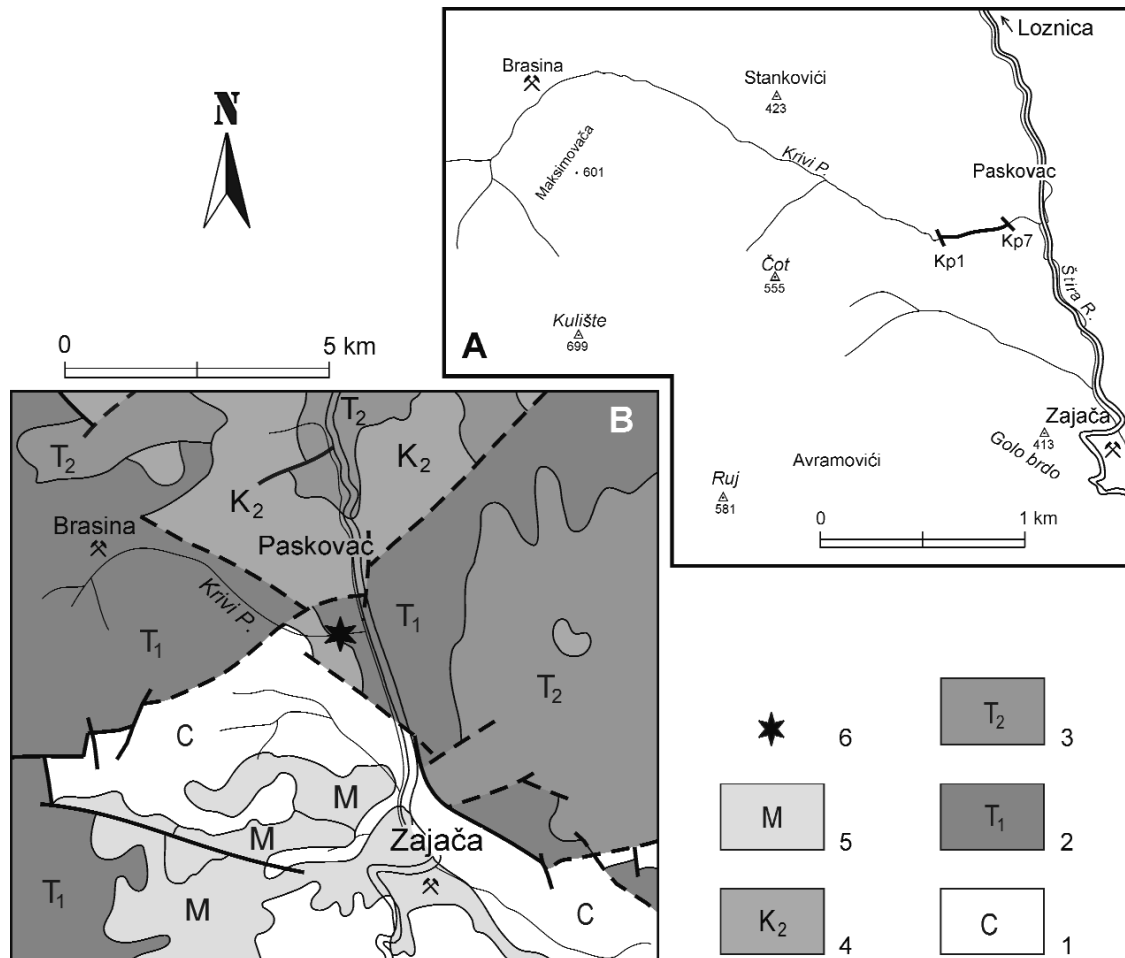 N
0 5 km
A
Loznica
Brasina
Stankovići
423
Maksimovača
601
Krivi P.
Paskovac
Kp1
Kp7
Čot
555
Štira R.
Kulište
699
Zajača
413
Golo brdo
Avramovići
Ruj
581
0 1 km
B
T2
T2
K2
K2
Brasina
Paskovac
Krivi P.
T1
T1
T2
C
M
M
Zajača
T1
M
C
6
T2 3
M 5
T1 2
K2 4
C 1